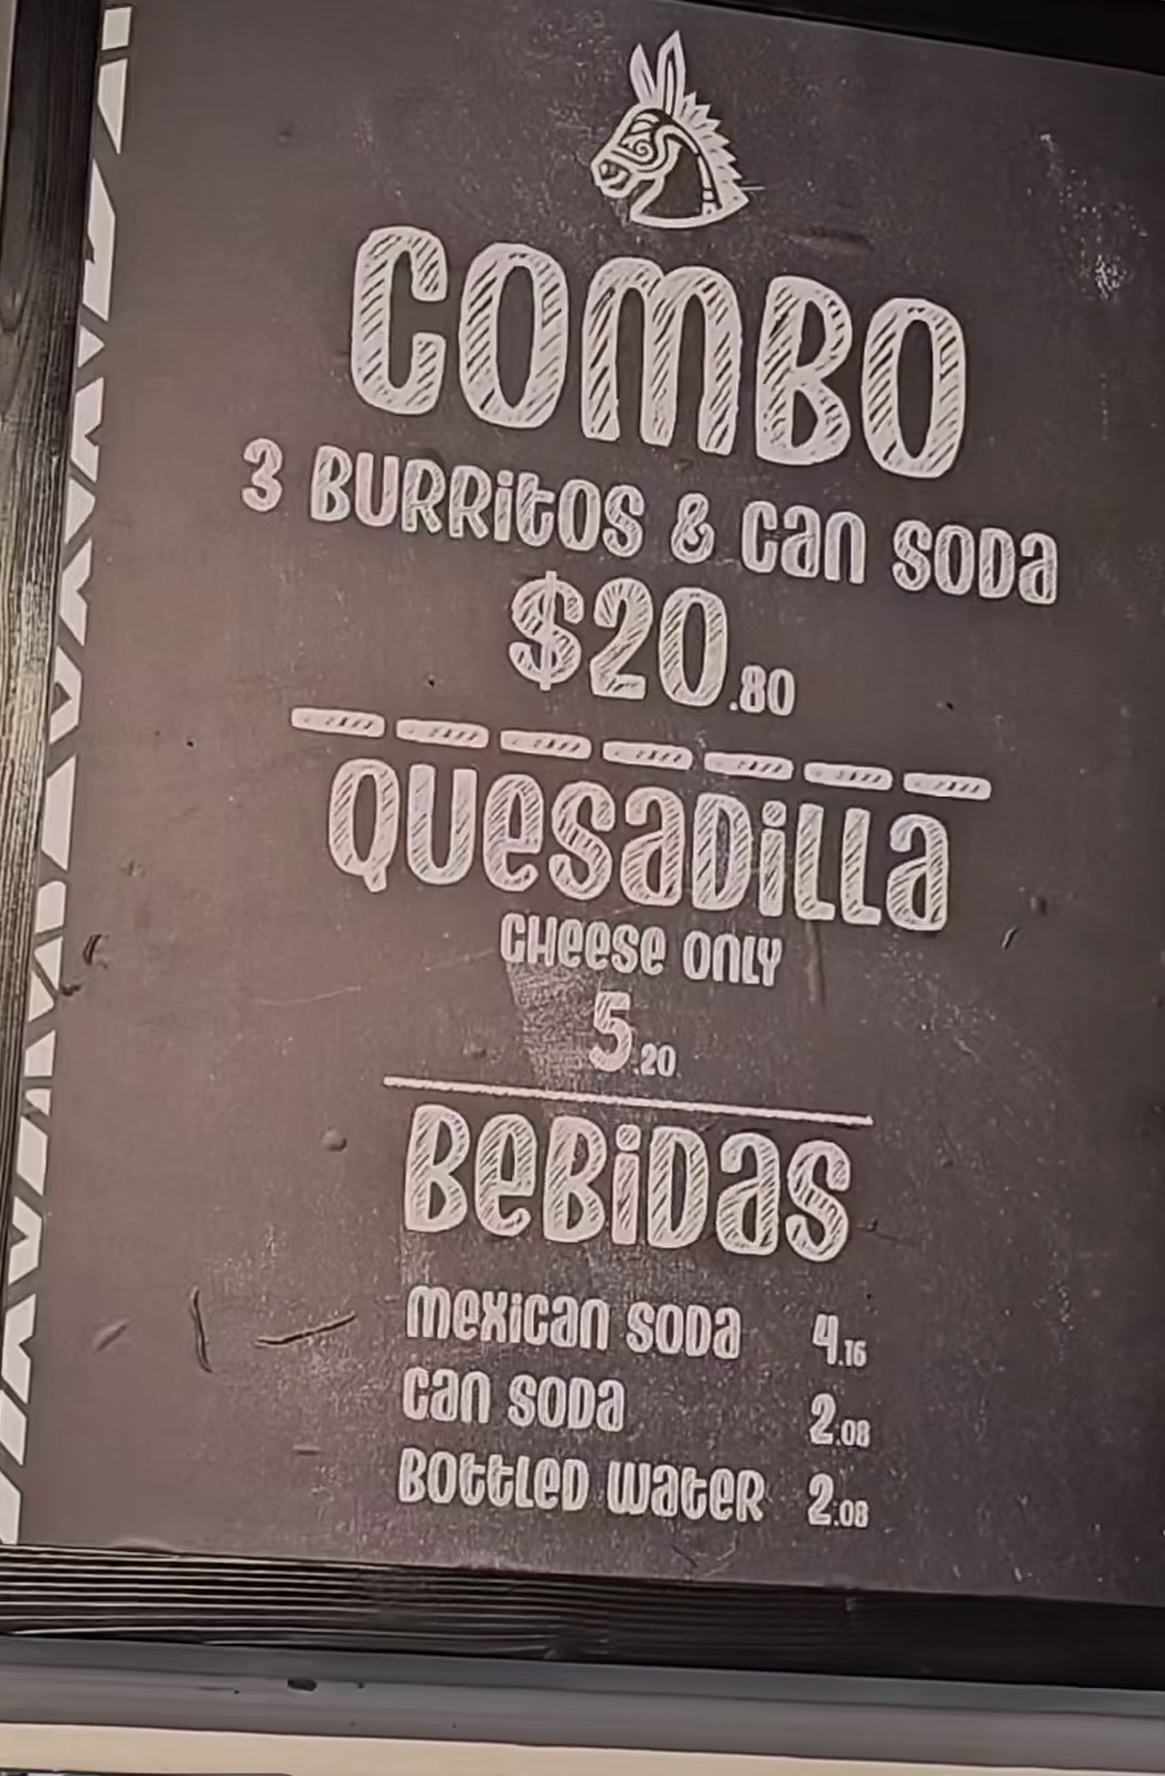 COMBO
3 BURRitOS & Can SODa
$20.80
QUesaDiLLa
CHeese OnLY
5.20
BeBiDas
mexican soDa 4.16
Can SODa 2.08
BottLeD water 2.08